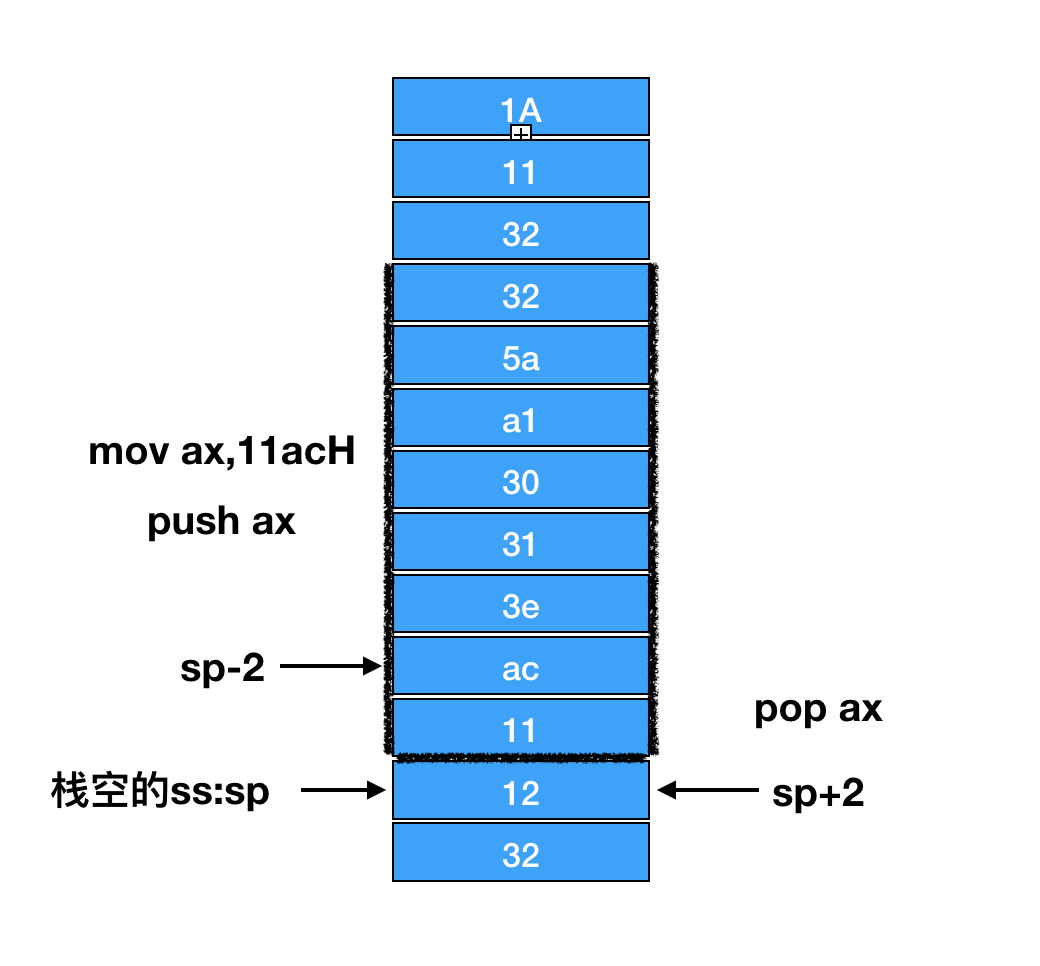 1A
11
32
32
5a
a1
mov ax,11acH
30
push ax
31
3e
sp-2
ac
pop ax
11
栈空的ss:sp
12
sp+2
32